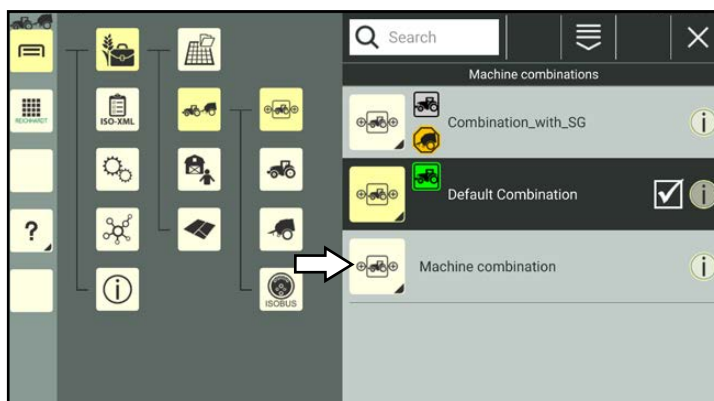 Search
Machine combinations
REICHHARDT
ISO-XML
Combination_with_SG
i
Default Combination
i
?
Machine combination
i
i
ISOBUS